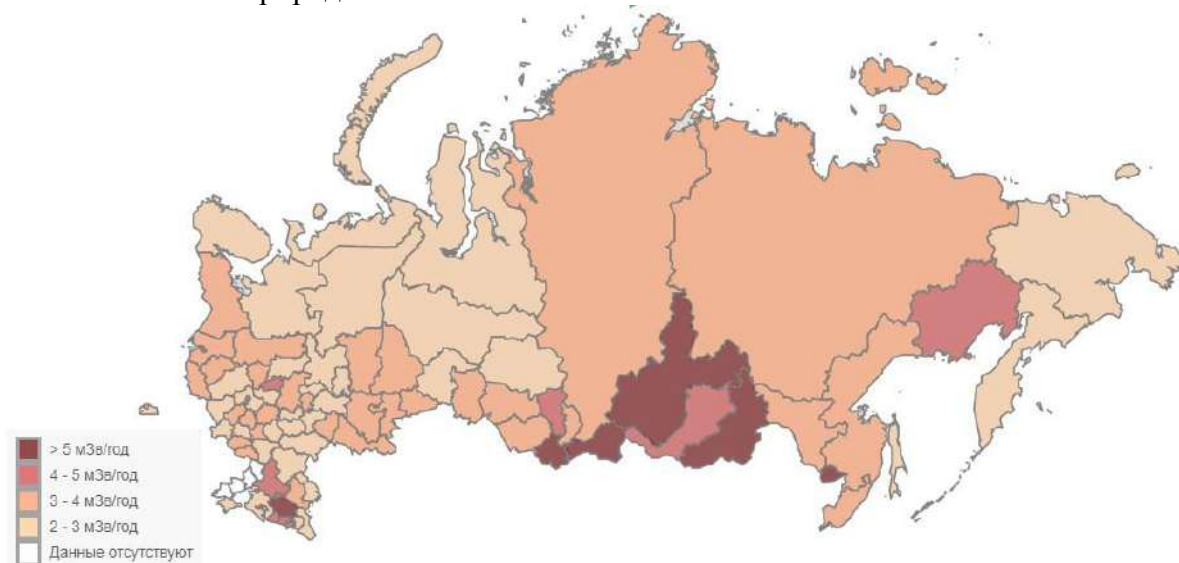 > 5 мЗв/год
4 - 5 мЗв/год
3 - 4 мЗв/год
2 - 3 мЗв/год
Данные отсутствуют